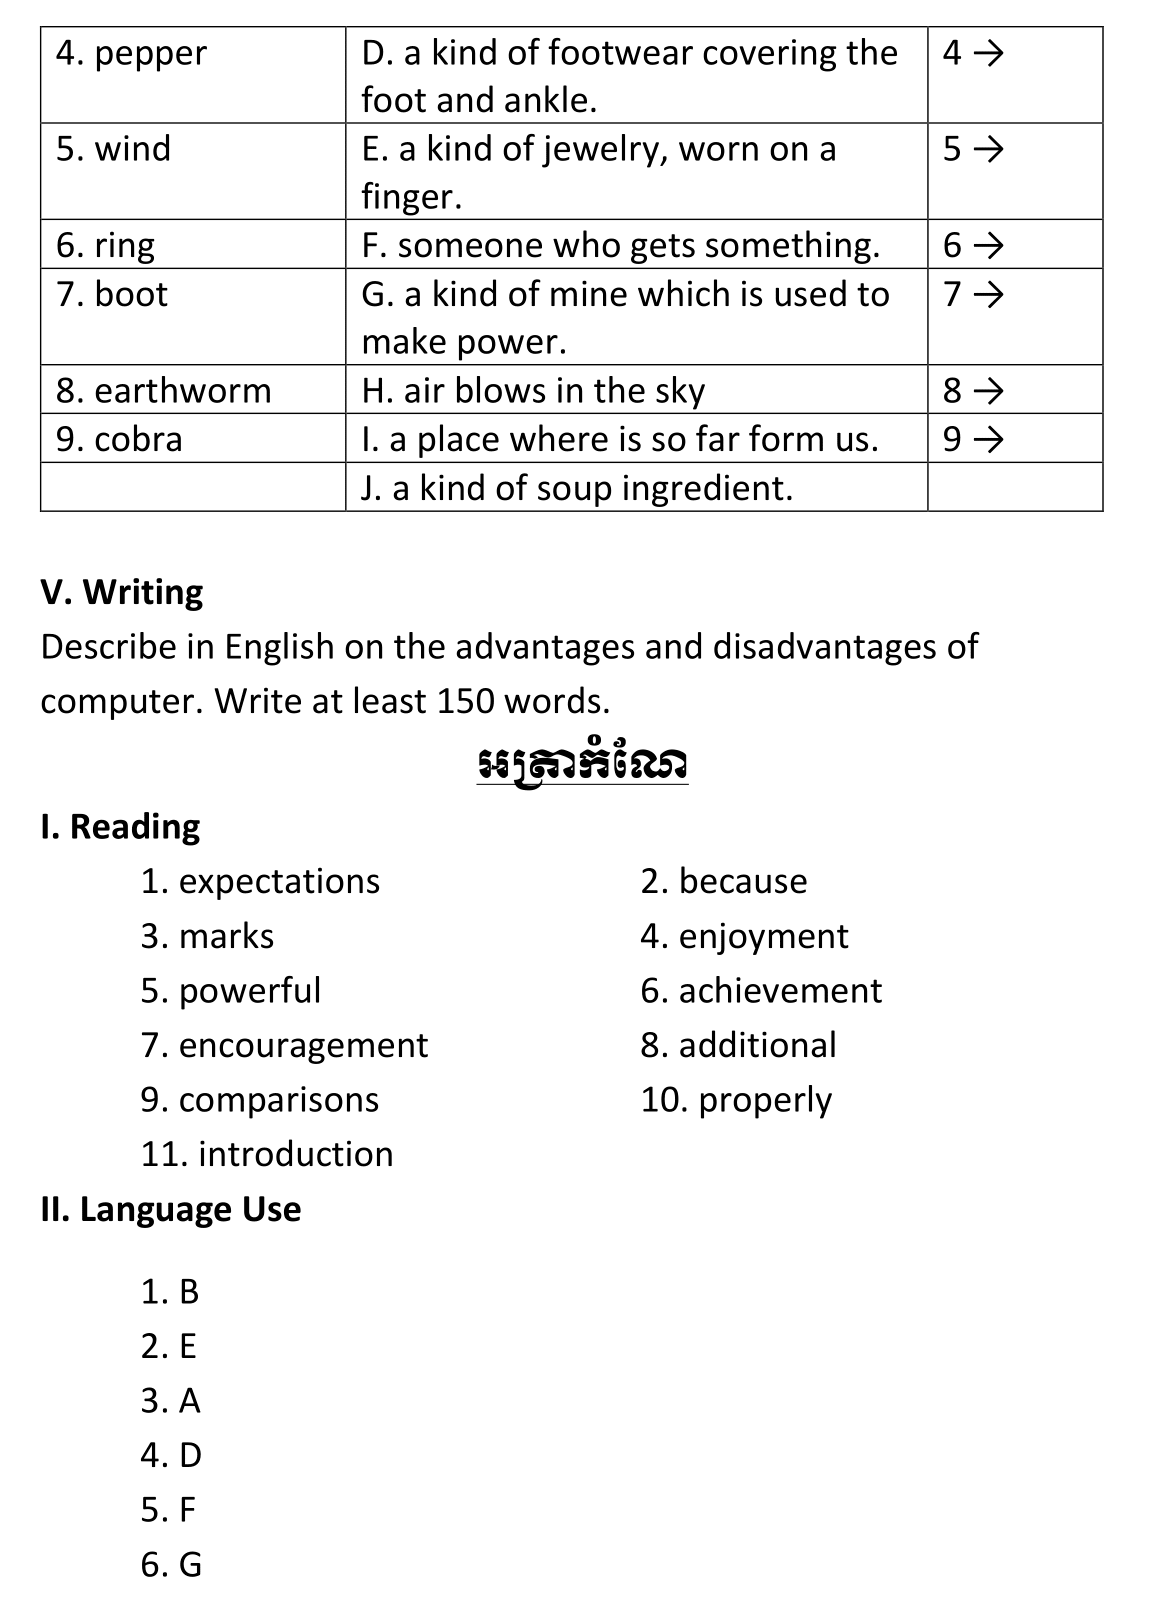 4. pepper D. a kind of footwear covering the 4 →
foot and ankle.
5. wind E. a kind of jewelry, worn on a 5 →
finger.
6. ring F. someone who gets something. 6 →
7. boot G. a kind of mine which is used to 7 →
make power.
8. earthworm H. air blows in the sky 8 →
9. cobra I. a place where is so far form us. 9 →
J. a kind of soup ingredient.
V. Writing
Describe in English on the advantages and disadvantages of
computer. Write at least 150 words.
អត្រាកំណែ
I. Reading
1. expectations 2. because
3. marks 4. enjoyment
5. powerful 6. achievement
7. encouragement 8. additional
9. comparisons 10. properly
11. introduction
II. Language Use
1. B
2. E
3. A
4. D
5. F
6. G